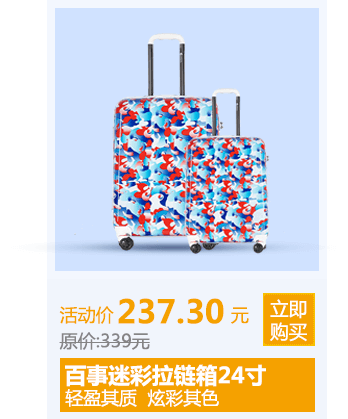 活动价 237.30 元
立即
购买
原价:339元
百事迷彩拉链箱24寸
轻盈其质 炫彩其色